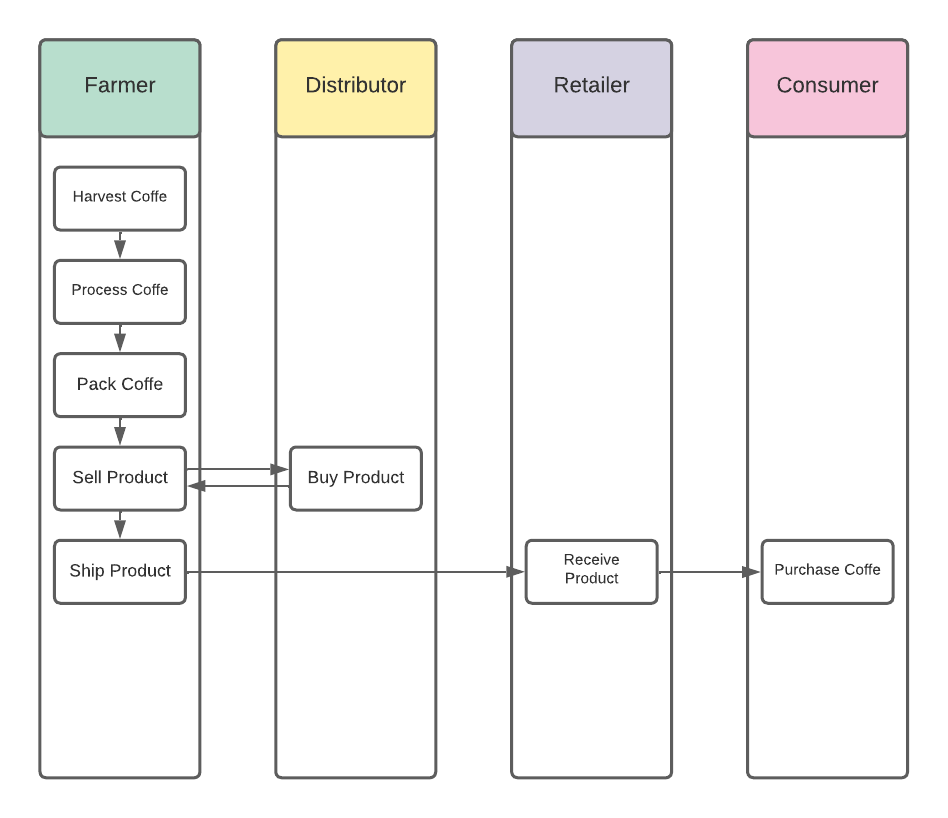 Farmer
Distributor
Retailer
Consumer
Harvest Coffe
Process Coffe
Pack Coffe
Sell Product
Buy Product
Ship Product
Receive
Product
Purchase Coffe